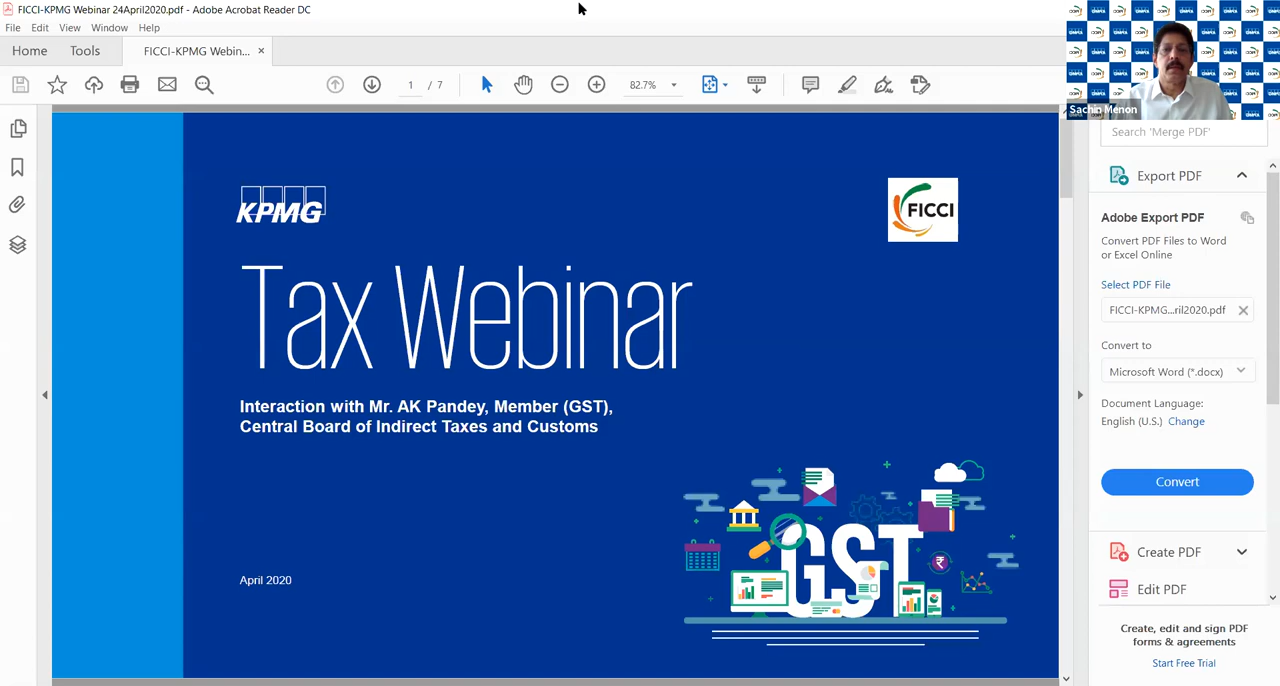 FICCI-KPMG Webinar 24April2020.pdf - Adobe Acrobat Reader DC
File Edit View Window Help
Home Tools FICCI-KPMG Webin... ×
1 / 82.7%
Sachin Menon
Search 'Merge PDF'
Export PDF
Adobe Export PDF
Convert PDF Files to Word
or Excel Online
Select PDF File
FICCI-KPMG...ril2020.pdf
Convert to
Microsoft Word (*.docx)
Document Language:
English (U.S.) Change
Convert
Create PDF
Edit PDF
Create, edit and sign PDF
forms & agreements
Start Free Trial
KPMG
FICCI
Tax Webinar
Interaction with Mr. AK Pandey, Member (GST),
Central Board of Indirect Taxes and Customs
GST
₹
April 2020